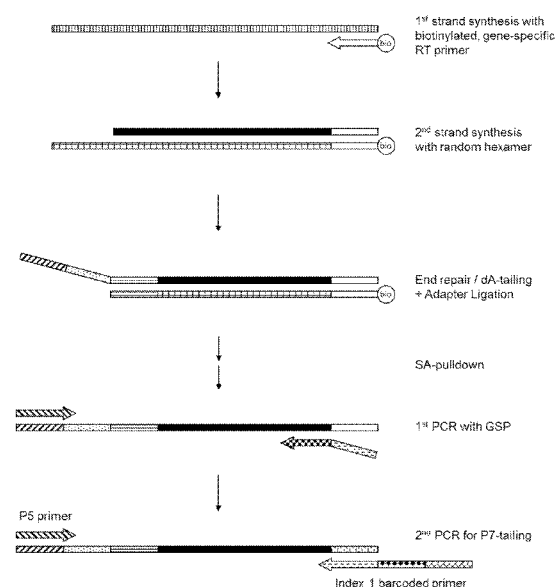 1st strand synthesis with
biotinylated, gene-specific
RT primer
bio
2nd strand synthesis
with random hexamer
bio
End repair / dA-tailing
+ Adapter Ligation
bio
SA-pulldown
1st PCR with GSP
P5 primer
2nd PCR for P7-tailing
Index 1 barcoded primer